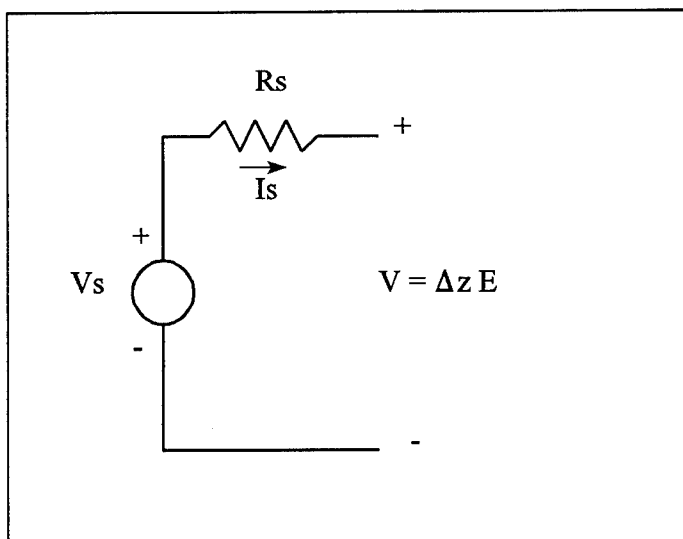 Rs
+
Is
+
Vs
V = Δz E
-
-